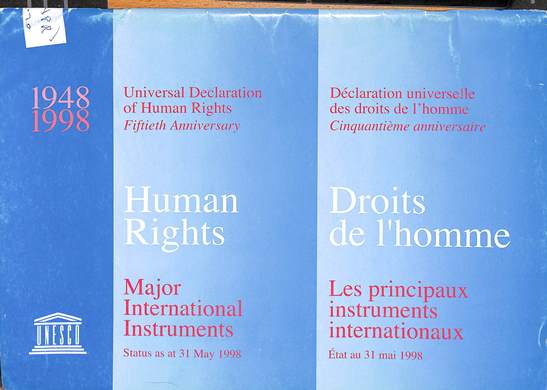 1948
1998
Universal Declaration
of Human Rights
Fiftieth Anniversary
Human
Rights
Major
International
Instruments
Status as at 31 May 1998
Déclaration universelle
des droits de l'homme
Cinquantième anniversaire
Droits
de l'homme
Les principaux
instruments
internationaux
État au 31 mai 1998
UNESCO